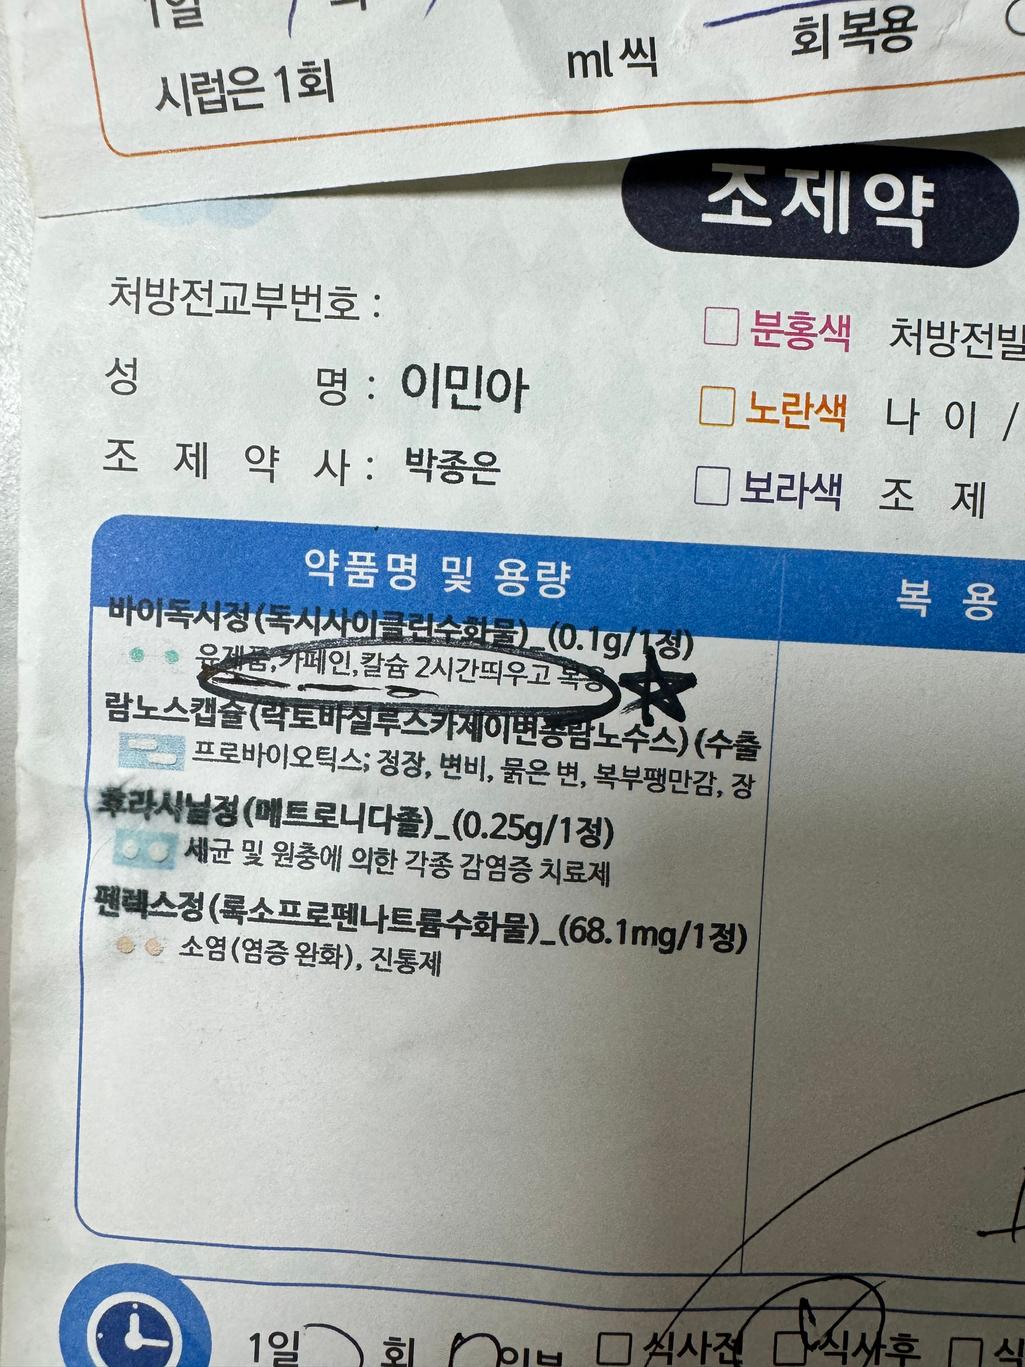 1일 회
시럽은 1회 ml씩 회 복용
조제약
처방전교부번호 :
성 명 : 이민아
조 제 약 사 : 박종은
분홍색 처방전발
노란색 나 이 /
보라색 조 제
약품명 및 용량
복 용
바이독시정(독시사이클린수화물)_(0.1g/1정)
유제품,카페인,칼슘 2시간띄우고 복용
람노스캡슐(락토바실루스카제이변종람노수스) (수출
프로바이오틱스; 정장, 변비, 묽은 변, 복부팽만감, 장
후라시닐정(메트로니다졸)_(0.25g/1정)
세균 및 원충에 의한 각종 감염증 치료제
펜렉스정(록소프로펜나트륨수화물)_(68.1mg/1정)
소염(염증 완화), 진통제
1일 회 일분 식사전 식사후 식